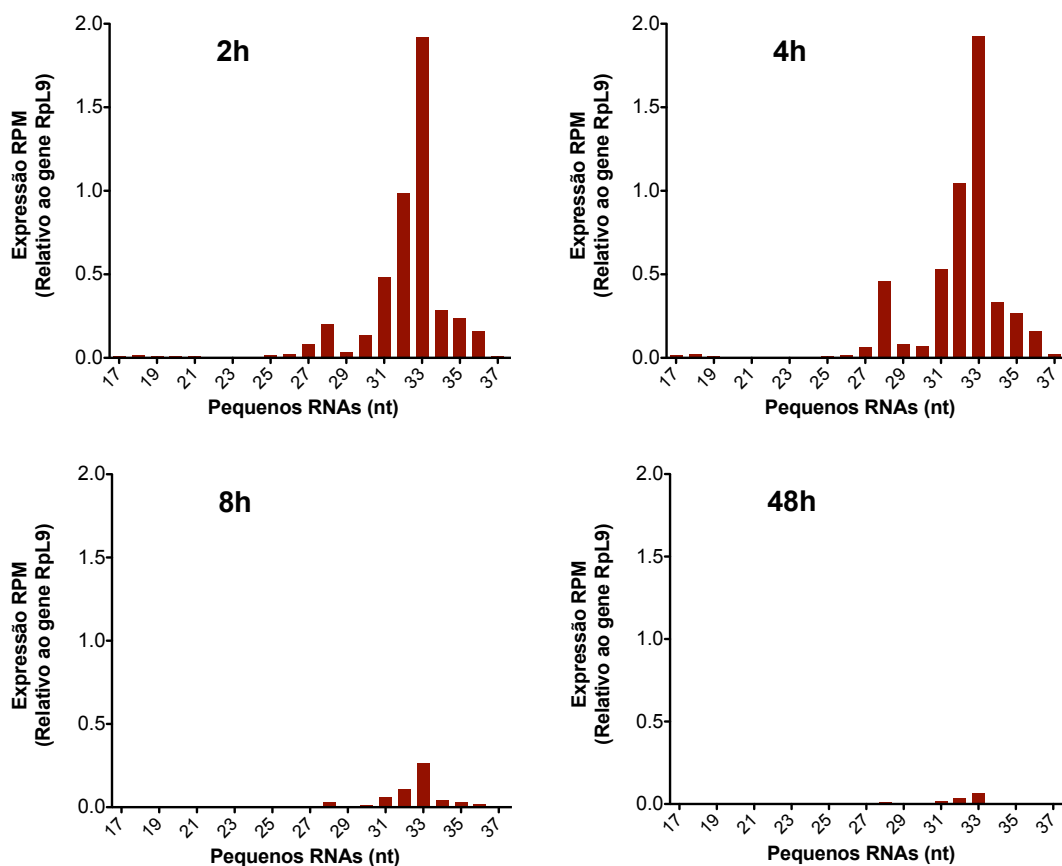 2h
Expressão RPM
(Relativo ao gene RpL9)
2.0
1.5
1.0
0.5
0.0
17 19 21 23 25 27 29 31 33 35 37
Pequenos RNAs (nt)
4h
Expressão RPM
(Relativo ao gene RpL9)
2.0
1.5
1.0
0.5
0.0
17 19 21 23 25 27 29 31 33 35 37
Pequenos RNAs (nt)
8h
Expressão RPM
(Relativo ao gene RpL9)
2.0
1.5
1.0
0.5
0.0
17 19 21 23 25 27 29 31 33 35 37
Pequenos RNAs (nt)
48h
Expressão RPM
(Relativo ao gene RpL9)
2.0
1.5
1.0
0.5
0.0
17 19 21 23 25 27 29 31 33 35 37
Pequenos RNAs (nt)